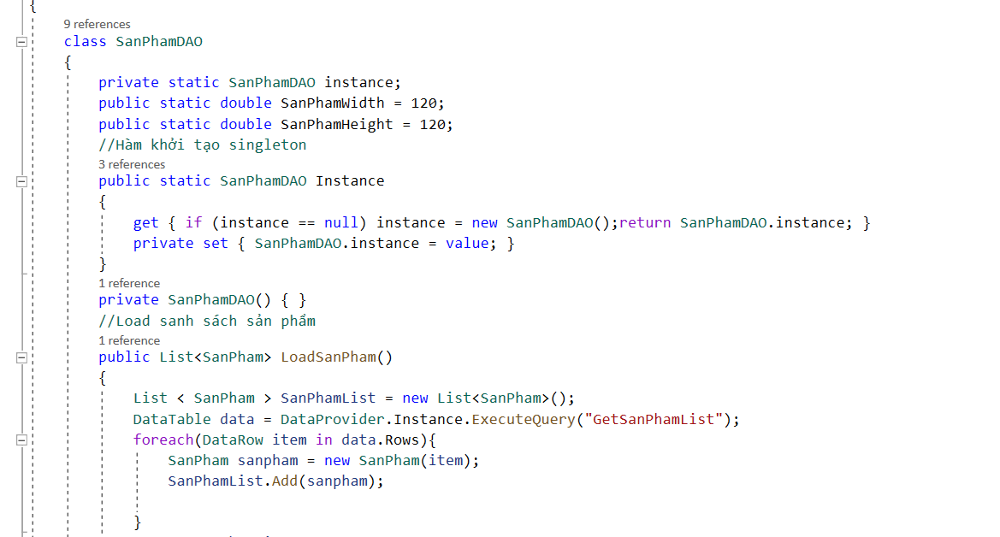 {
9 references
class SanPhamDAO
{
private static SanPhamDAO instance;
public static double SanPhamWidth = 120;
public static double SanPhamHeight = 120;
//Hàm khởi tạo singleton
3 references
public static SanPhamDAO Instance
{
get { if (instance == null) instance = new SanPhamDAO();return SanPhamDAO.instance; }
private set { SanPhamDAO.instance = value; }
}
1 reference
private SanPhamDAO() { }
//Load sanh sách sản phẩm
1 reference
public List<SanPham> LoadSanPham()
{
List < SanPham > SanPhamList = new List<SanPham>();
DataTable data = DataProvider.Instance.ExecuteQuery("GetSanPhamList");
foreach(DataRow item in data.Rows){
SanPham sanpham = new SanPham(item);
SanPhamList.Add(sanpham);
}